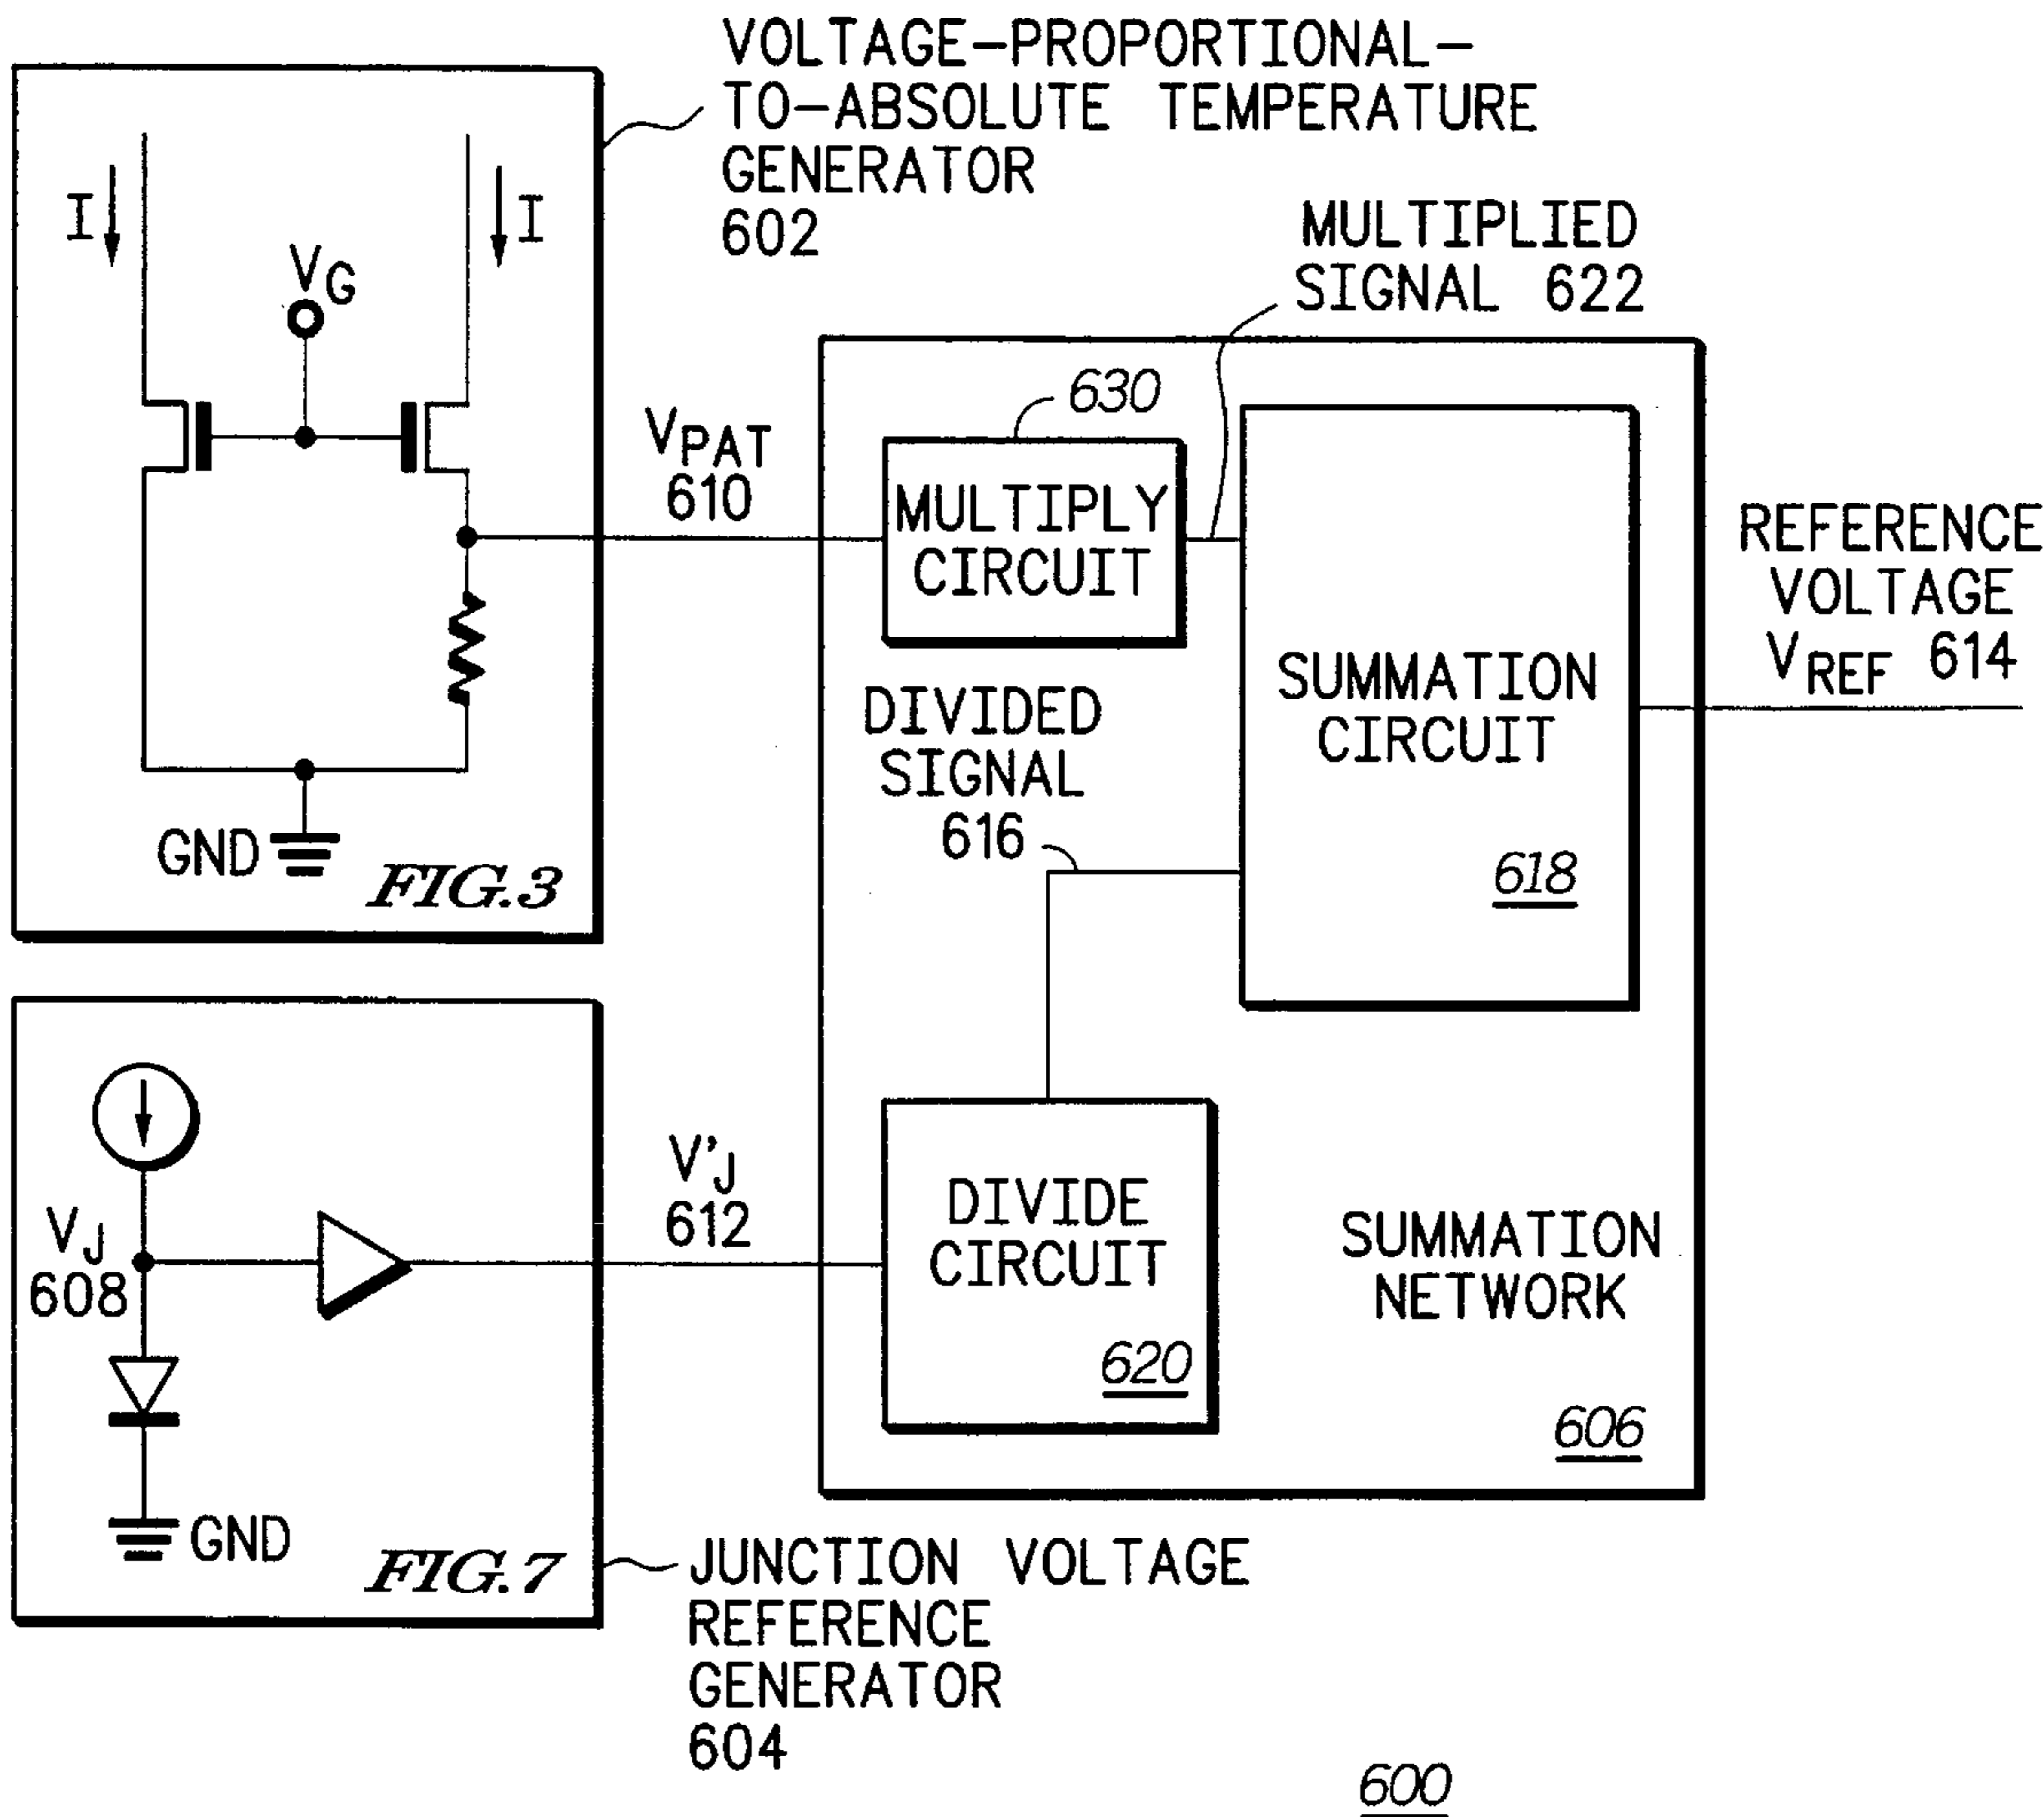 VOLTAGE-PROPORTIONAL-
TO-ABSOLUTE TEMPERATURE
GENERATOR
602
I
I
VG
MULTIPLIED
SIGNAL 622
630
VPAT
610
MULTIPLY
CIRCUIT
REFERENCE
VOLTAGE
VREF 614
SUMMATION
CIRCUIT
618
DIVIDED
SIGNAL
616
GND
FIG.3
VJ
608
V'J
612
DIVIDE
CIRCUIT
620
SUMMATION
NETWORK
606
GND
FIG.7
JUNCTION VOLTAGE
REFERENCE
GENERATOR
604
600